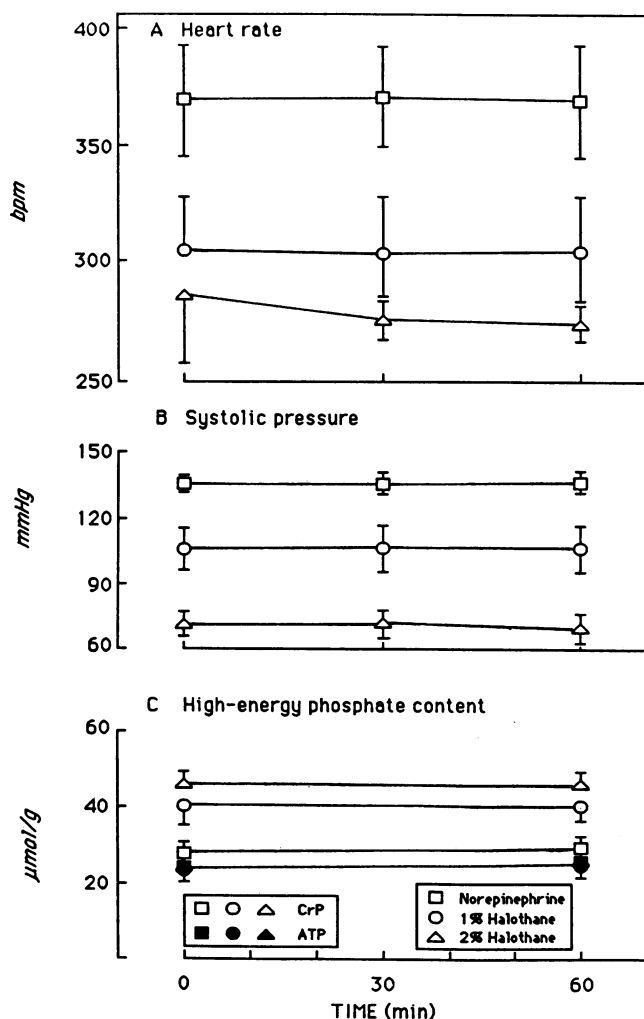 A Heart rate
400
350
300
250
bpm
B Systolic pressure
150
120
90
60
mmHg
C High-energy phosphate content
60
40
20
0
µmol/g
CrP
ATP
Norepinephrine
1% Halothane
2% Halothane
0 30 60
TIME (min)